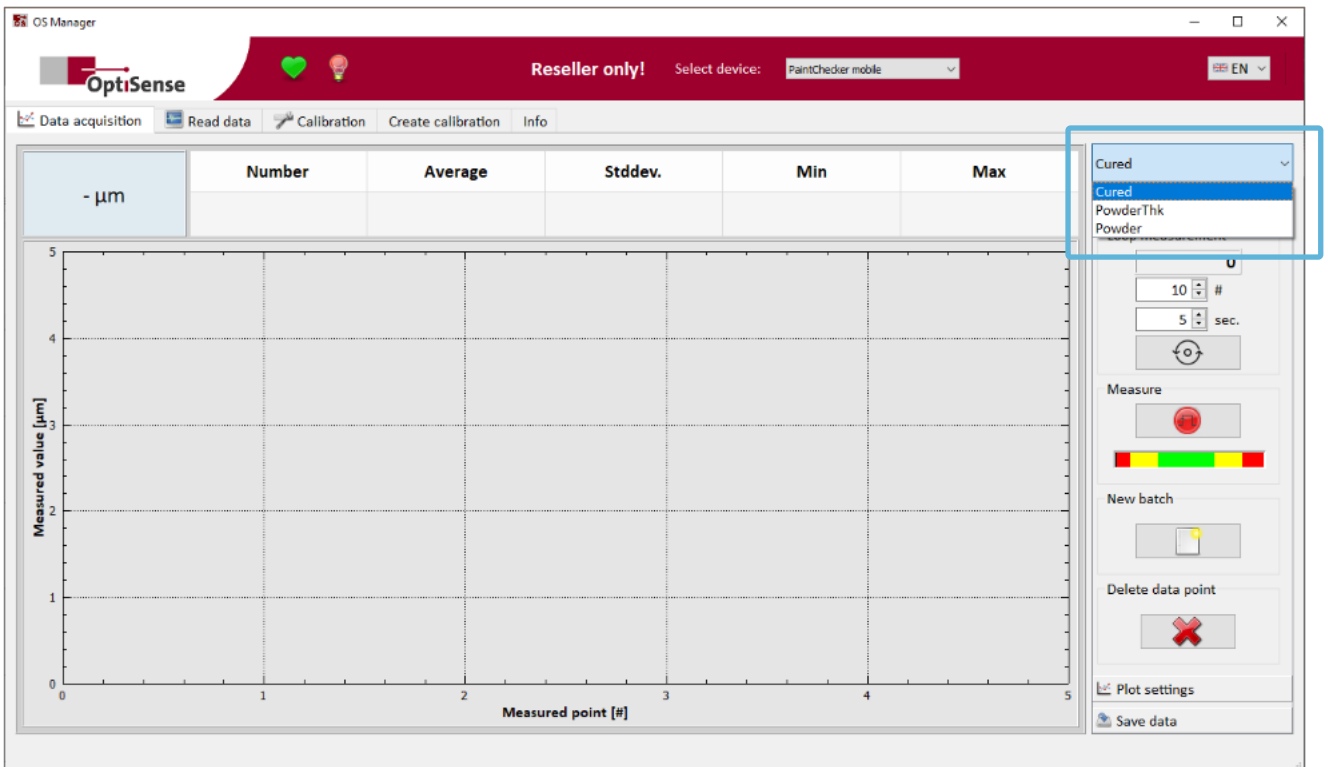 OS Manager
OptiSense
Reseller only! Select device: PaintChecker mobile
EN
Data acquisition Read data Calibration Create calibration Info
Number Average Stddev. Min Max
- µm
Cured
Cured
PowderThk
Powder
Loop measurement
0
10 #
5 sec.
Measure
New batch
Delete data point
Plot settings
Save data
5
4
3
2
1
0
Measured value [µm]
0 1 2 3 4 5
Measured point [#]